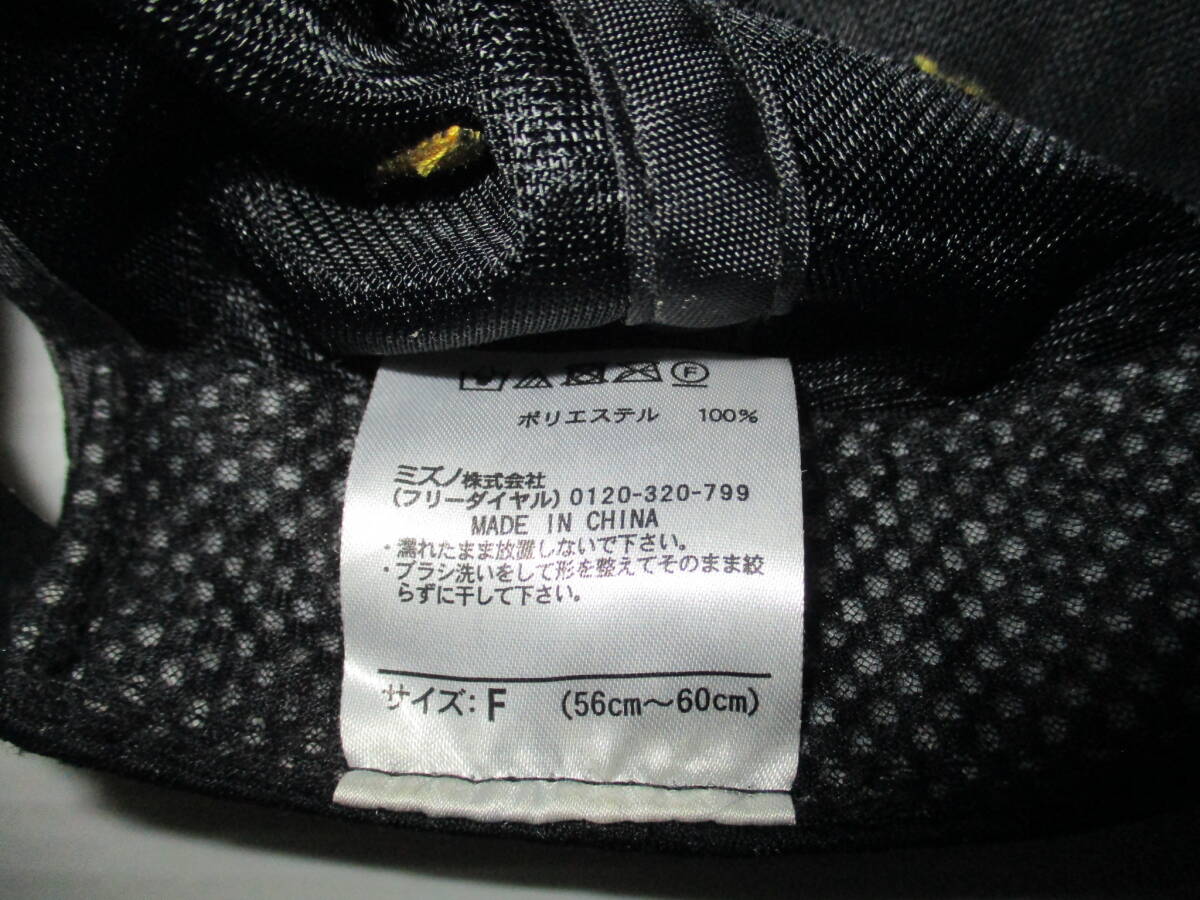 F
ポリエステル 100%
ミズノ株式会社
(フリーダイヤル) 0120-320-799
MADE IN CHINA
・濡れたまま放置しないで下さい。
・ブラシ洗いをして形を整えてそのまま絞
らずに干して下さい。
サイズ: F (56cm〜60cm)